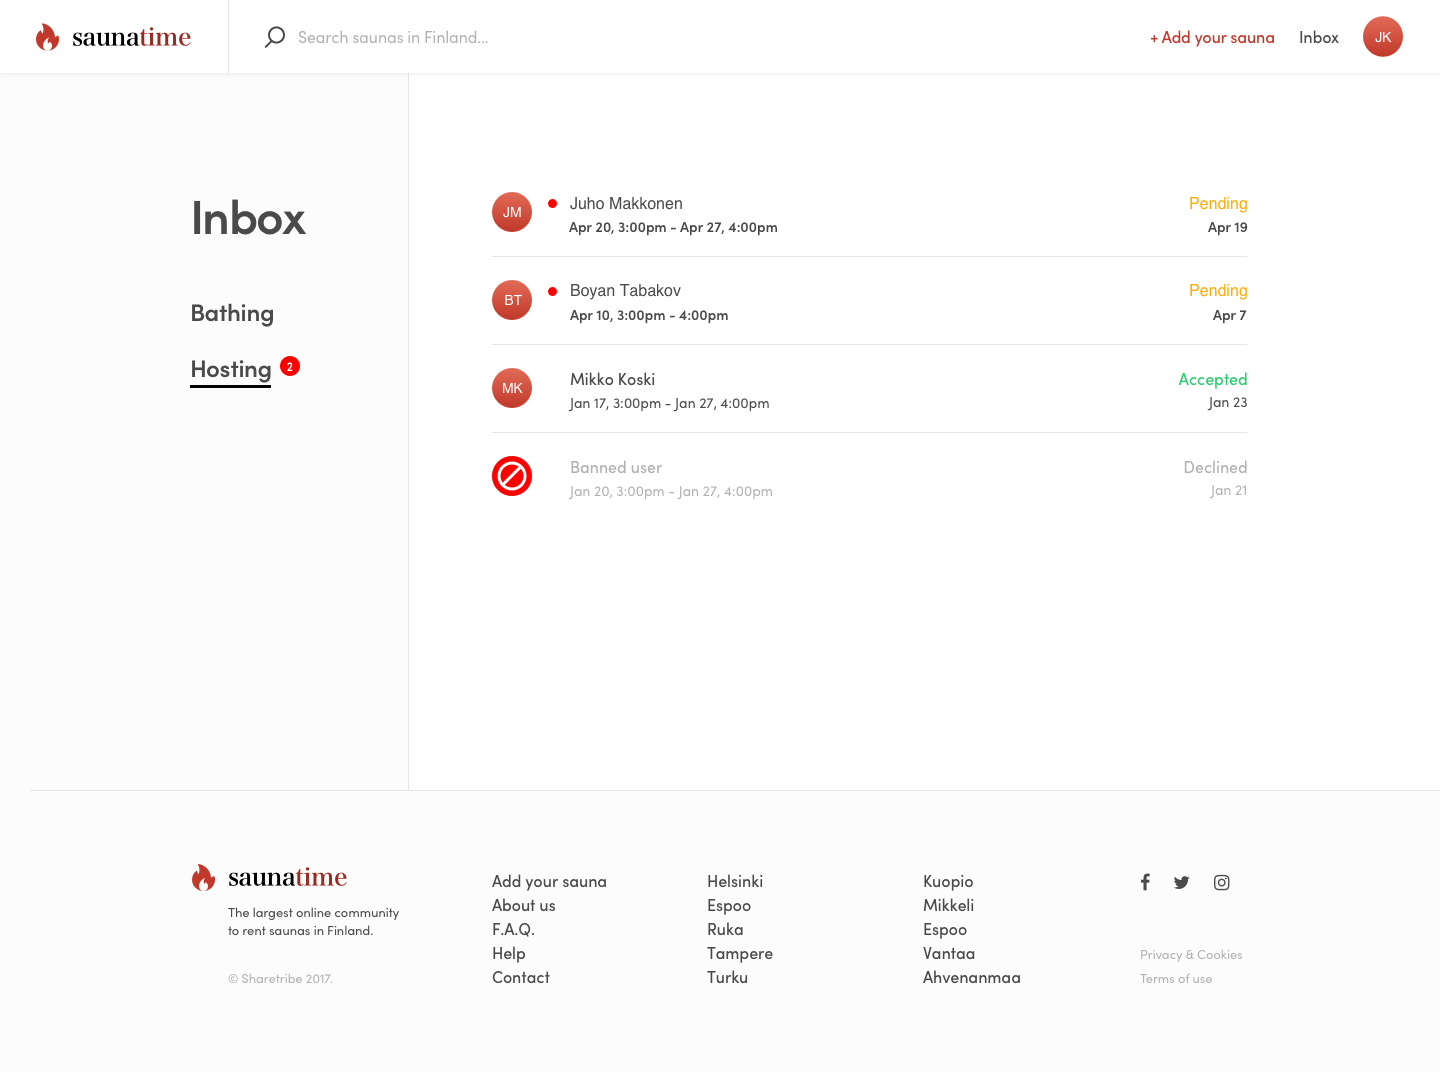 saunatime
Search saunas in Finland...
+ Add your sauna
Inbox
JK
Inbox
Bathing
Hosting 2
JM
Juho Makkonen
Pending
Apr 20, 3:00pm - Apr 27, 4:00pm
Apr 19
BT
Boyan Tabakov
Pending
Apr 10, 3:00pm - 4:00pm
Apr 7
MK
Mikko Koski
Accepted
Jan 17, 3:00pm - Jan 27, 4:00pm
Jan 23
Banned user
Declined
Jan 20, 3:00pm - Jan 27, 4:00pm
Jan 21
saunatime
The largest online community
to rent saunas in Finland.
© Sharetribe 2017.
Add your sauna
About us
F.A.Q.
Help
Contact
Helsinki
Espoo
Ruka
Tampere
Turku
Kuopio
Mikkeli
Espoo
Vantaa
Ahvenanmaa
Privacy & Cookies
Terms of use